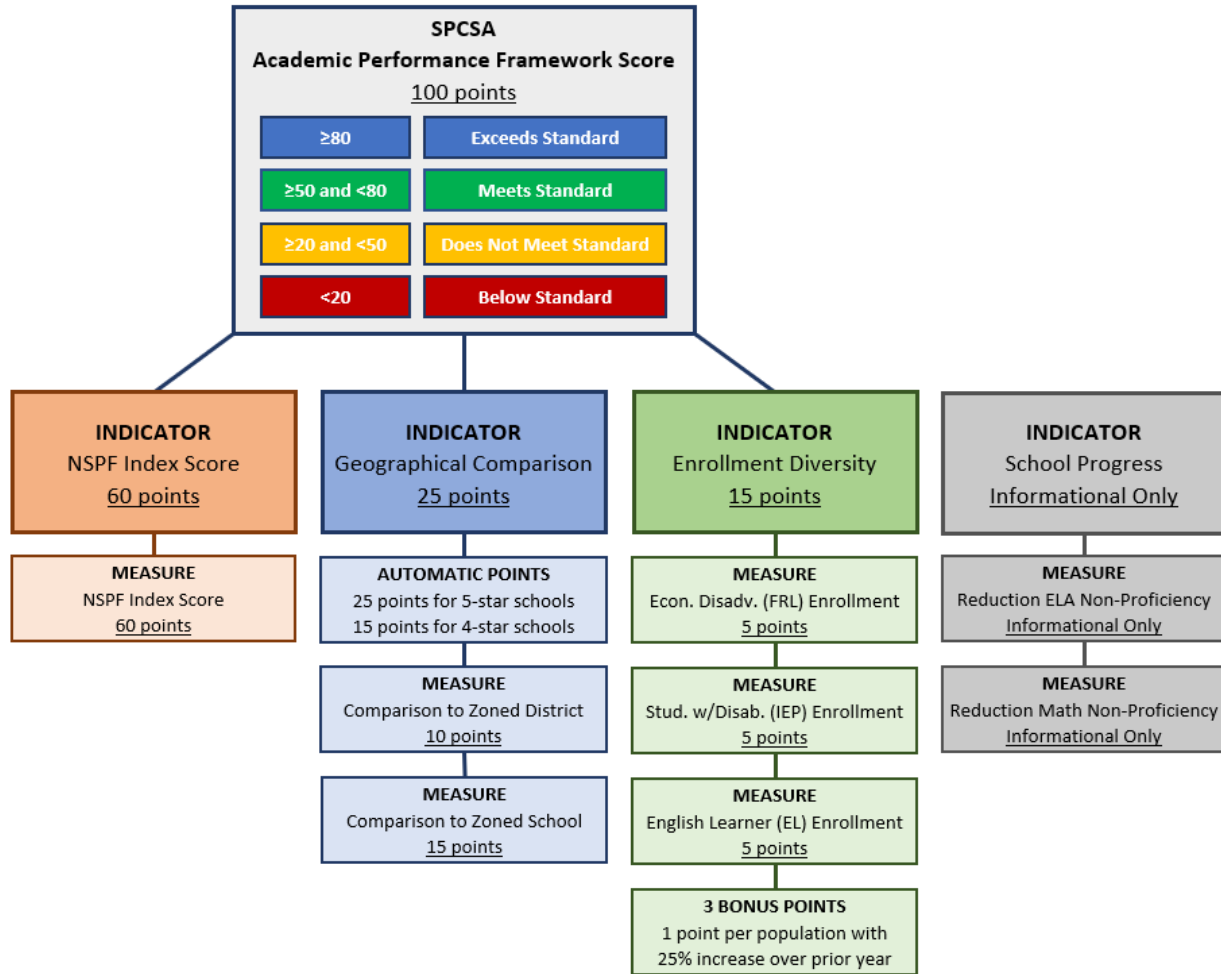 SPCSA
Academic Performance Framework Score
100 points
≥80
Exceeds Standard
≥50 and <80
Meets Standard
≥20 and <50
Does Not Meet Standard
<20
Below Standard
INDICATOR
NSPF Index Score
60 points
MEASURE
NSPF Index Score
60 points
INDICATOR
Geographical Comparison
25 points
AUTOMATIC POINTS
25 points for 5-star schools
15 points for 4-star schools
MEASURE
Comparison to Zoned District
10 points
MEASURE
Comparison to Zoned School
15 points
INDICATOR
Enrollment Diversity
15 points
MEASURE
Econ. Disadv. (FRL) Enrollment
5 points
MEASURE
Stud. w/Disab. (IEP) Enrollment
5 points
MEASURE
English Learner (EL) Enrollment
5 points
3 BONUS POINTS
1 point per population with
25% increase over prior year
INDICATOR
School Progress
Informational Only
MEASURE
Reduction ELA Non-Proficiency
Informational Only
MEASURE
Reduction Math Non-Proficiency
Informational Only